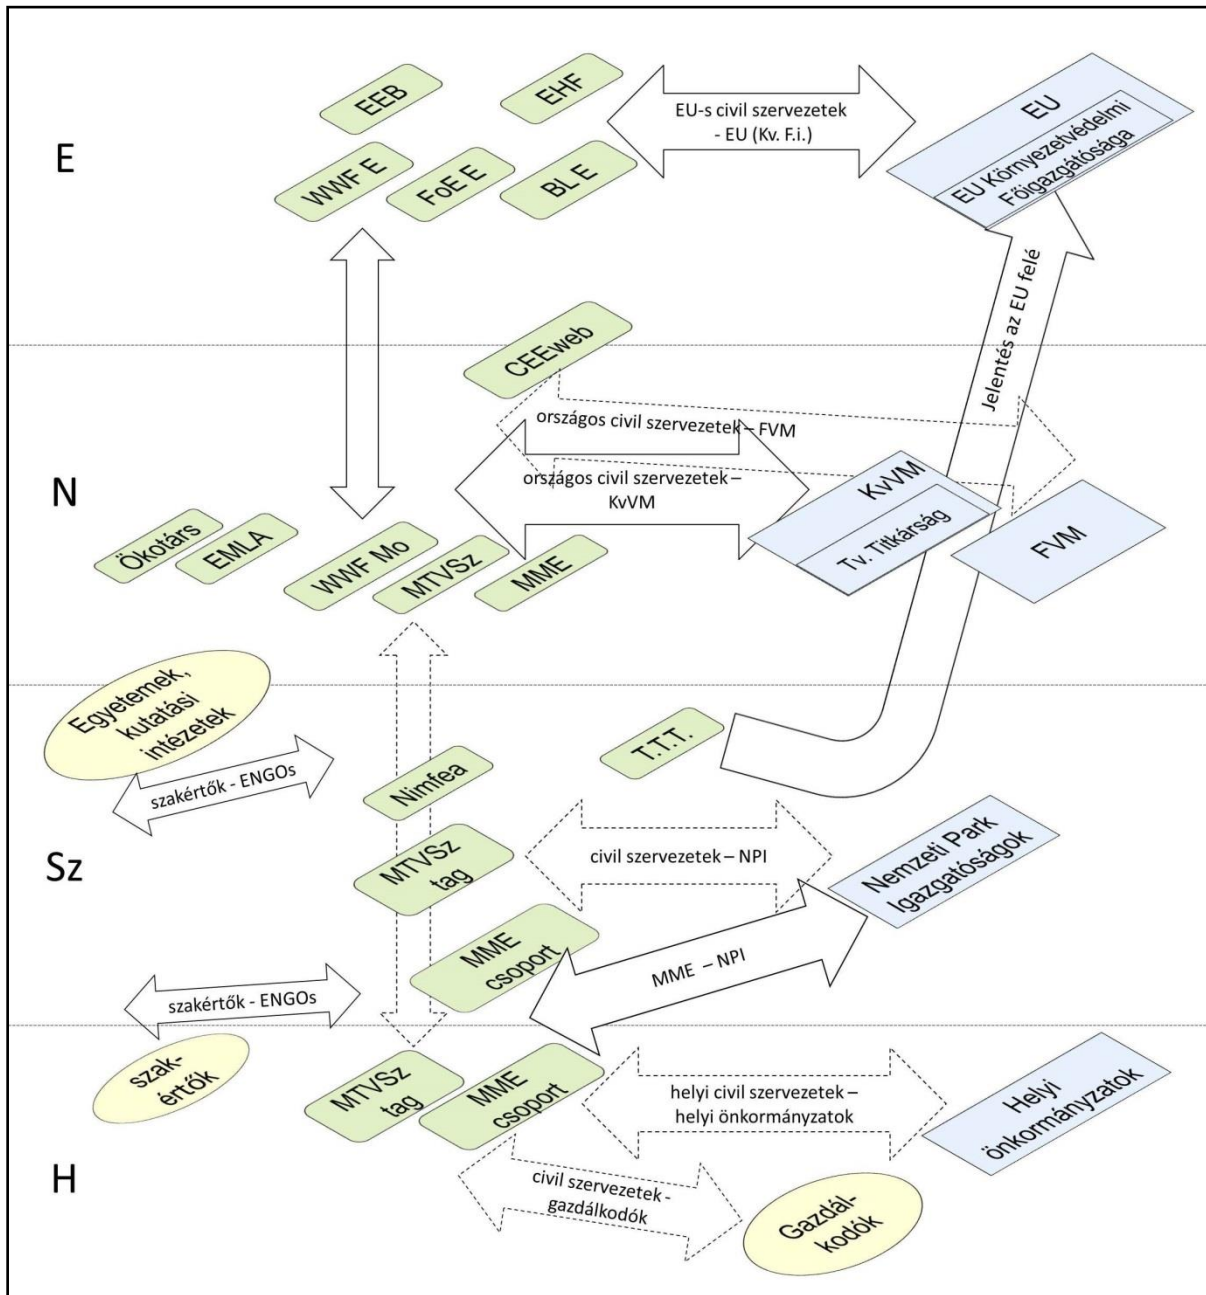 EEB
EHF
EU-s civil szervezetek
- EU (Kv. F.i.)
EU
EU Környezetvédelmi
Főigazgátósága
E
WWF E
FoE E
BL E
Jelentés az EU felé
CEEweb
országos civil szervezetek – FVM
N
országos civil szervezetek –
KvVM
KvVM
Tv. Titkárság
FVM
Ökotárs
EMLA
WWF Mo
MTVSz
MME
Egyetemek,
kutatási
intézetek
szakértők - ENGOs
T.T.T.
Nimfea
Sz
MTVSz
tag
civil szervezetek – NPI
Nemzeti Park
Igazgatóságok
MME
csoport
MME – NPI
szakértők - ENGOs
szak-
értők
MTVSz
tag
MME
csoport
helyi civil szervezetek –
helyi önkormányzatok
Helyi
önkormányzatok
H
civil szervezetek -
gazdálkodók
Gazdál-
kodók